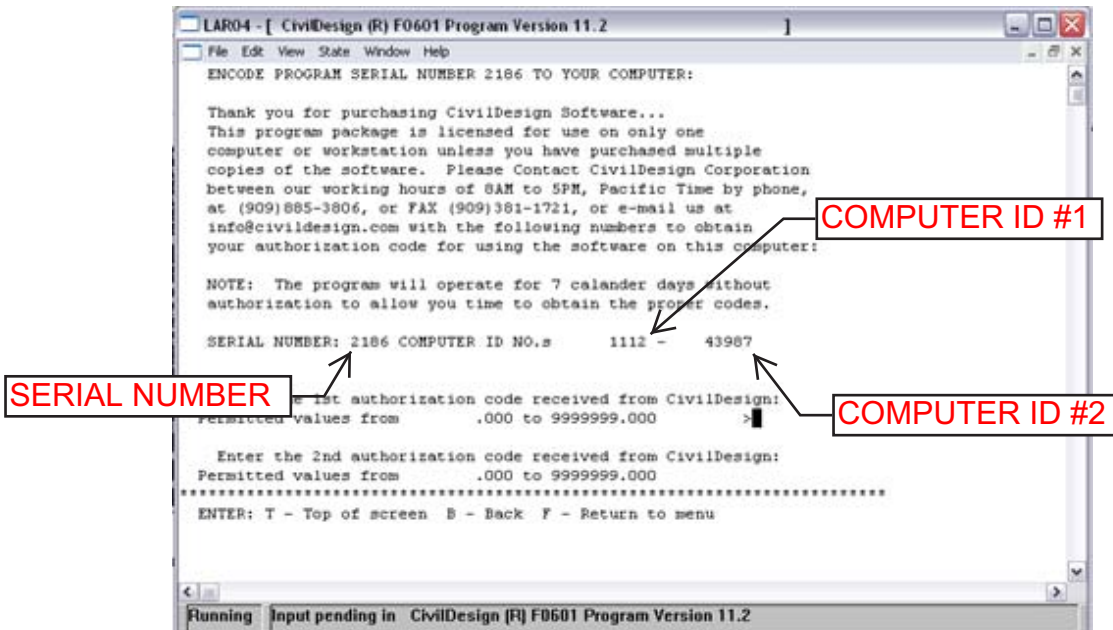 LAR04 - [ CivilDesign (R) F0601 Program Version 11.2 ]
File Edit View State Window Help
ENCODE PROGRAM SERIAL NUMBER 2186 TO YOUR COMPUTER:
Thank you for purchasing CivilDesign Software...
This program package is licensed for use on only one
computer or workstation unless you have purchased multiple
copies of the software. Please Contact CivilDesign Corporation
between our working hours of 8AM to 5PM, Pacific Time by phone,
at (909)885-3806, or FAX (909)381-1721, or e-mail us at
info@civildesign.com with the following numbers to obtain
your authorization code for using the software on this computer:
COMPUTER ID #1
NOTE: The program will operate for 7 calander days without
authorization to allow you time to obtain the proper codes.
SERIAL NUMBER: 2186 COMPUTER ID NO.s 1112 - 43987
SERIAL NUMBER
1st authorization code received from CivilDesign:
Permitted values from .000 to 9999999.000 >
COMPUTER ID #2
Enter the 2nd authorization code received from CivilDesign:
Permitted values from .000 to 9999999.000
********************************************************************************
ENTER: T - Top of screen B - Back F - Return to menu
Running Input pending in CivilDesign (R) F0601 Program Version 11.2